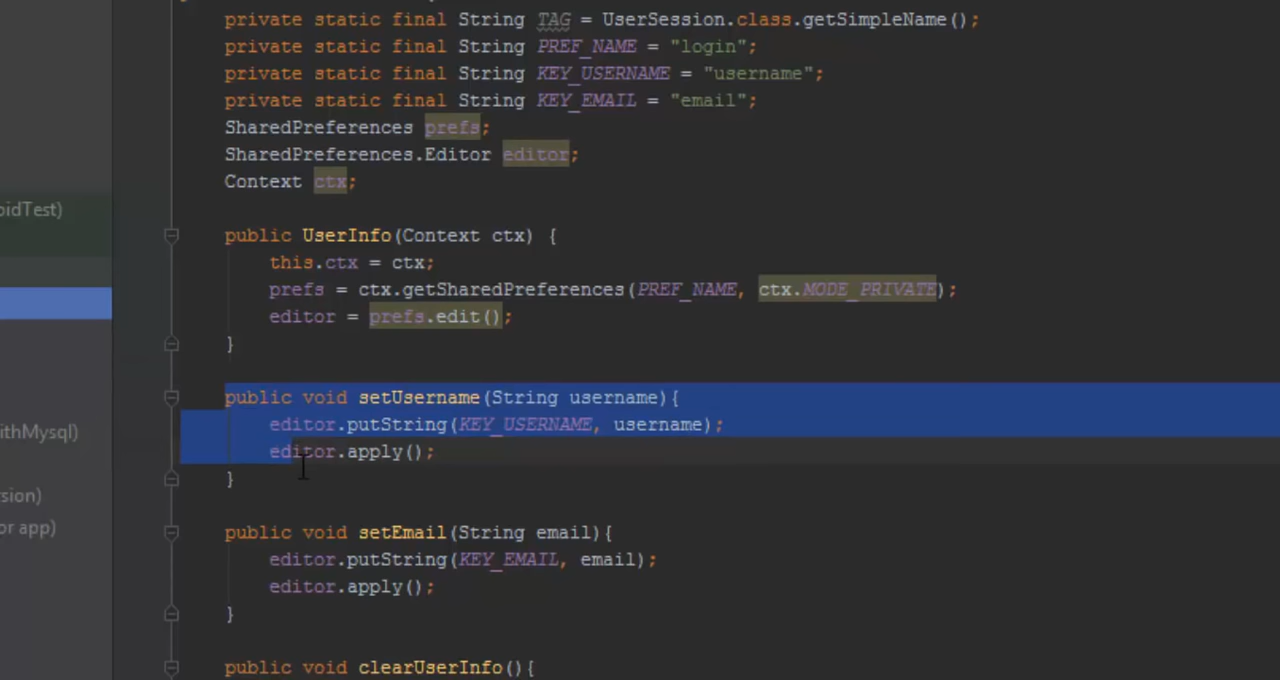 private static final String TAG = UserSession.class.getSimpleName();
private static final String PREF_NAME = "login";
private static final String KEY_USERNAME = "username";
private static final String KEY_EMAIL = "email";
SharedPreferences prefs;
SharedPreferences.Editor editor;
Context ctx;
oidTest)
public UserInfo(Context ctx) {
this.ctx = ctx;
prefs = ctx.getSharedPreferences(PREF_NAME, ctx.MODE_PRIVATE);
editor = prefs.edit();
}
public void setUsername(String username){
editor.putString(KEY_USERNAME, username);
ithMysql)
editor.apply();
}
sion)
or app)
public void setEmail(String email){
editor.putString(KEY_EMAIL, email);
editor.apply();
}
public void clearUserInfo(){